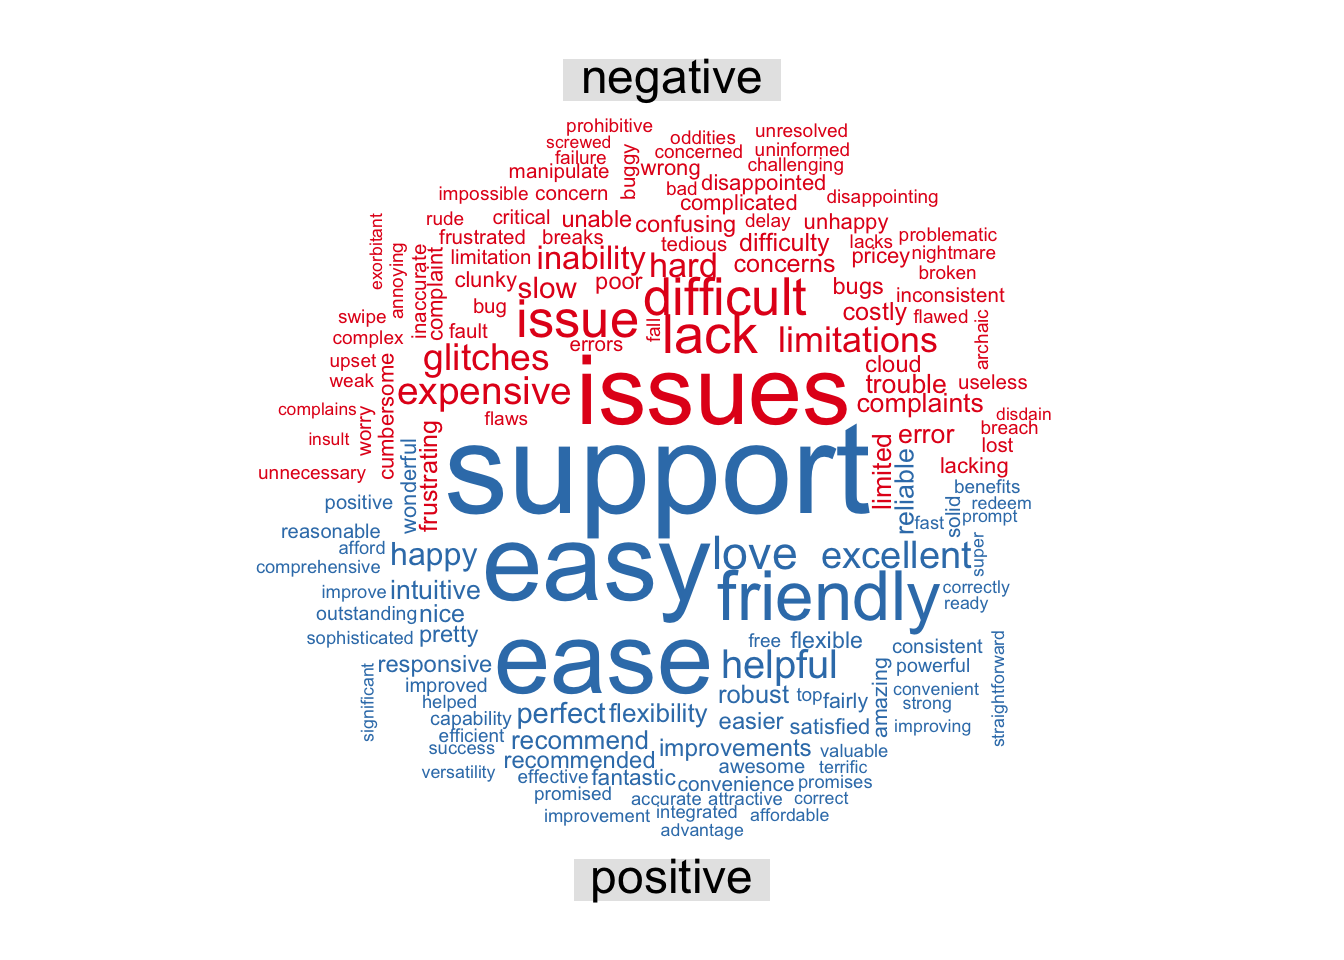 negative
prohibitive
oddities
unresolved
screwed
concerned
uninformed
failure
buggy
wrong
challenging
manipulate
bad
disappointed
impossible
concern
complicated
disappointing
rude
critical
unable
confusing
delay
unhappy
exorbitant
frustrated
breaks
tedious
difficulty
lacks
problematic
annoying
inaccurate
complaint
limitation
inability
hard
concerns
pricey
nightmare
clunky
slow
poor
difficult
bugs
broken
bug
issue
inconsistent
swipe
fault
errors
fall
lack
costly
flawed
complex
limitations
archaic
upset
glitches
cloud
weak
cumbersome
expensive
issues
trouble
useless
complains
worry
flaws
complaints
disdain
insult
error
breach
lost
unnecessary
frustrating
limited
lacking
wonderful
support
reliable
benefits
positive
solid
redeem
reasonable
fast
prompt
afford
happy
easy
love
excellent
super
comprehensive
improve
intuitive
friendly
correctly
outstanding
nice
ready
sophisticated
pretty
ease
free
flexible
consistent
straightforward
significant
responsive
helpful
amazing
powerful
improved
robust
top
fairly
convenient
helped
strong
capability
perfect
flexibility
easier
satisfied
improving
efficient
success
recommend
improvements
valuable
versatility
recommended
awesome
terrific
effective
fantastic
convenience
promises
promised
accurate
attractive
correct
improvement
integrated
affordable
advantage
positive